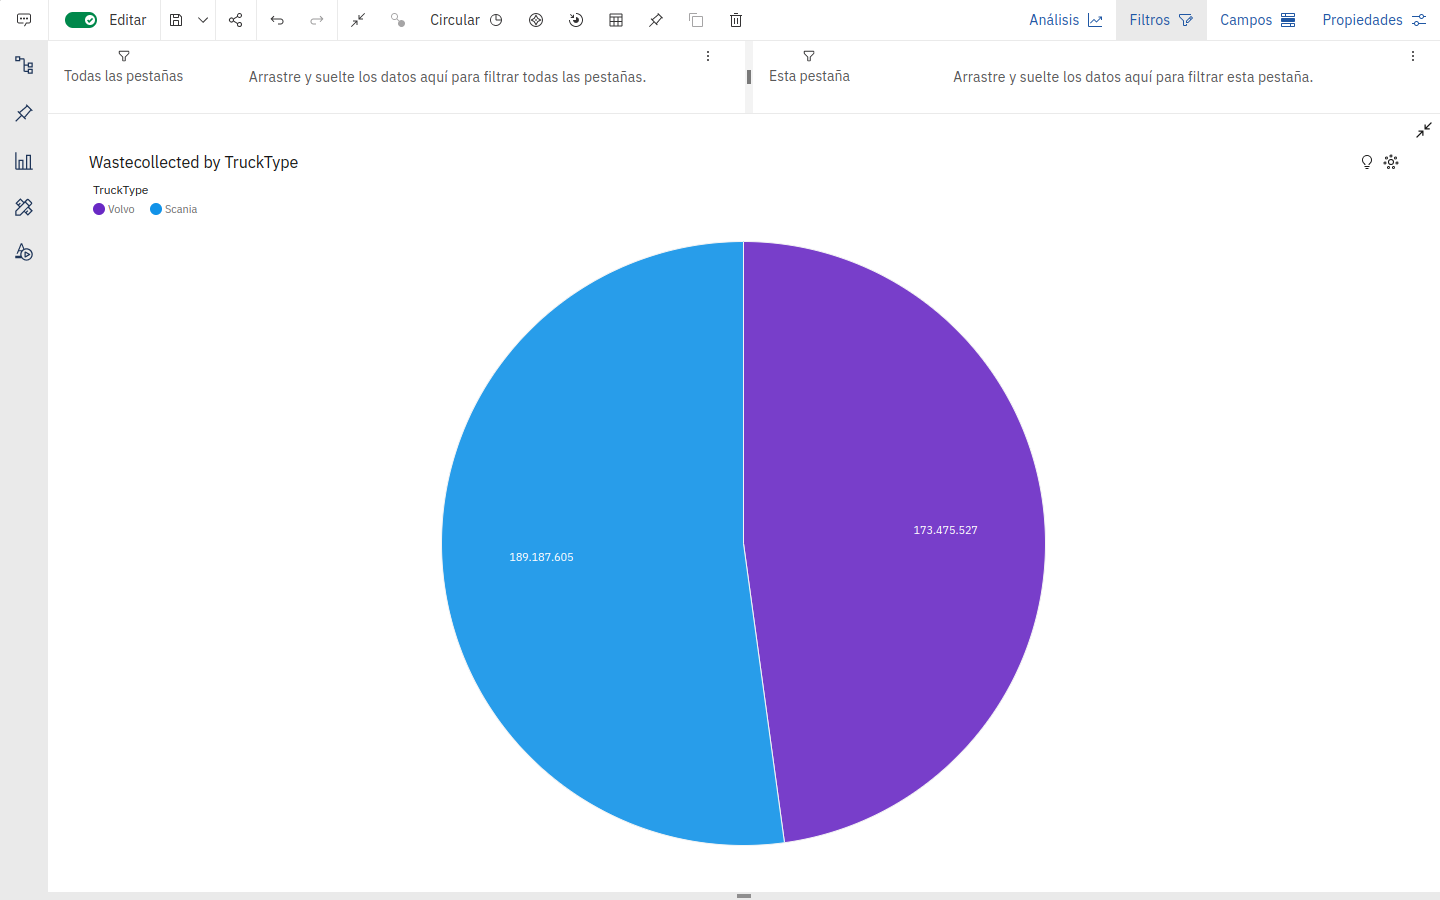 Editar
Circular
Análisis
Filtros
Campos
Propiedades
Todas las pestañas
Arrastre y suelte los datos aquí para filtrar todas las pestañas.
Esta pestaña
Arrastre y suelte los datos aquí para filtrar esta pestaña.
Wastecollected by TruckType
TruckType
Volvo
Scania
173.475.527
189.187.605